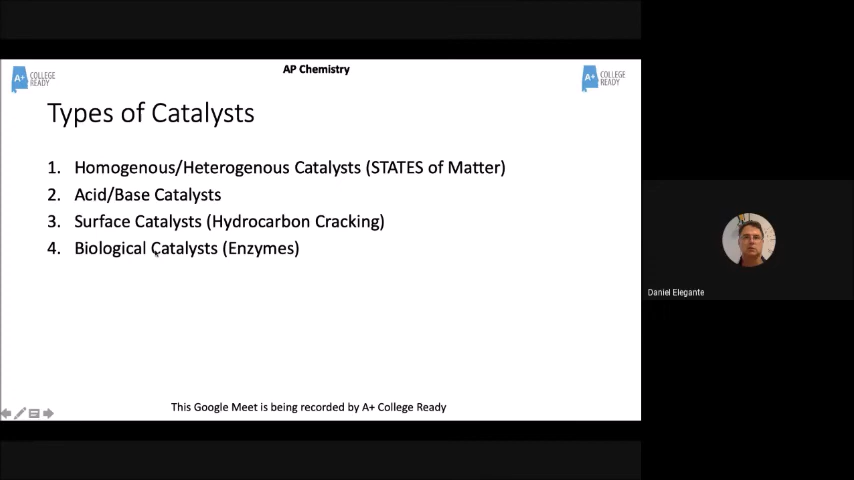 AP Chemistry
A+ COLLEGE READY
A+ COLLEGE READY
Types of Catalysts
1. Homogenous/Heterogenous Catalysts (STATES of Matter)
2. Acid/Base Catalysts
3. Surface Catalysts (Hydrocarbon Cracking)
4. Biological Catalysts (Enzymes)
Daniel Elegante
This Google Meet is being recorded by A+ College Ready